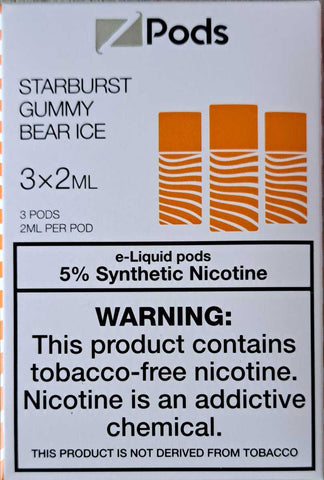 Z Pods
STARBURST
GUMMY
BEAR ICE
3×2ML
3 PODS
2ML PER POD
e-Liquid pods
5% Synthetic Nicotine
WARNING:
This product contains
tobacco-free nicotine.
Nicotine is an addictive
chemical.
THIS PRODUCT IS NOT DERIVED FROM TOBACCO